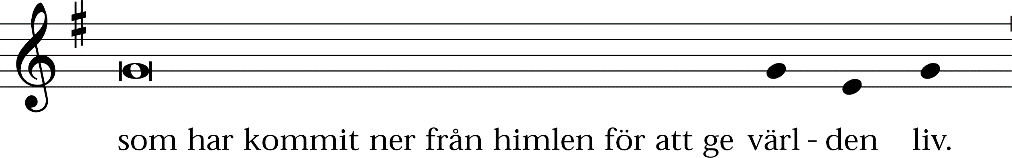 som har kommit ner från himlen för att ge värl - den liv.